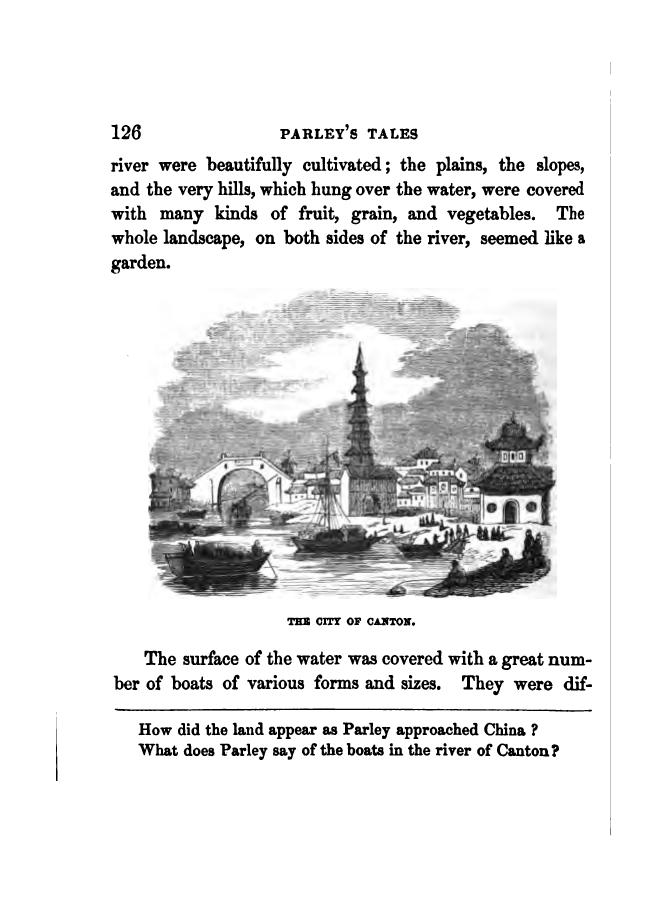 126 PARLEY'S TALES
river were beautifully cultivated; the plains, the slopes,
and the very hills, which hung over the water, were covered
with many kinds of fruit, grain, and vegetables. The
whole landscape, on both sides of the river, seemed like a
garden.
THE CITY OF CANTON.
The surface of the water was covered with a great num-
ber of boats of various forms and sizes. They were dif-
How did the land appear as Parley approached China?
What does Parley say of the boats in the river of Canton?